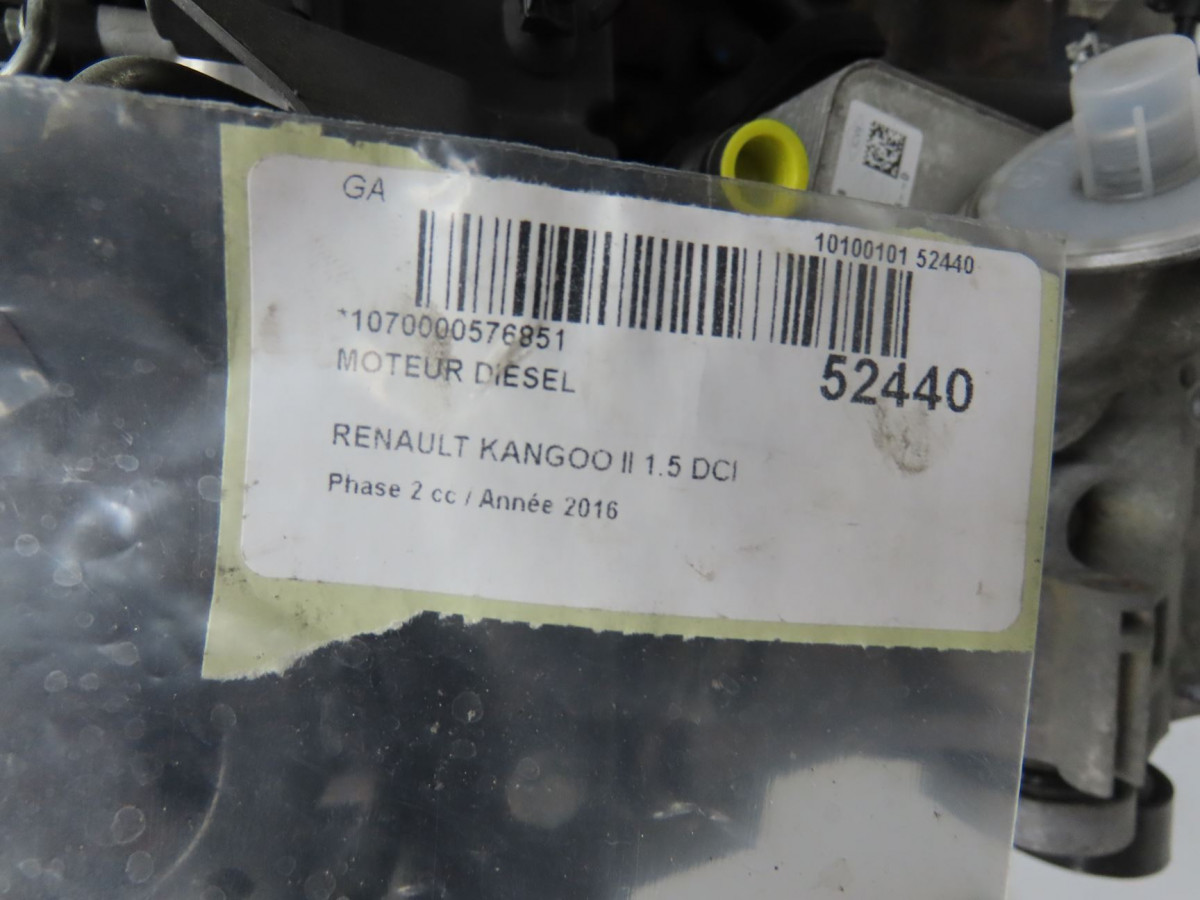 GA
10100101 52440
*1070000576851
MOTEUR DIESEL
52440
RENAULT KANGOO II 1.5 DCI
Phase 2 cc / Année 2016